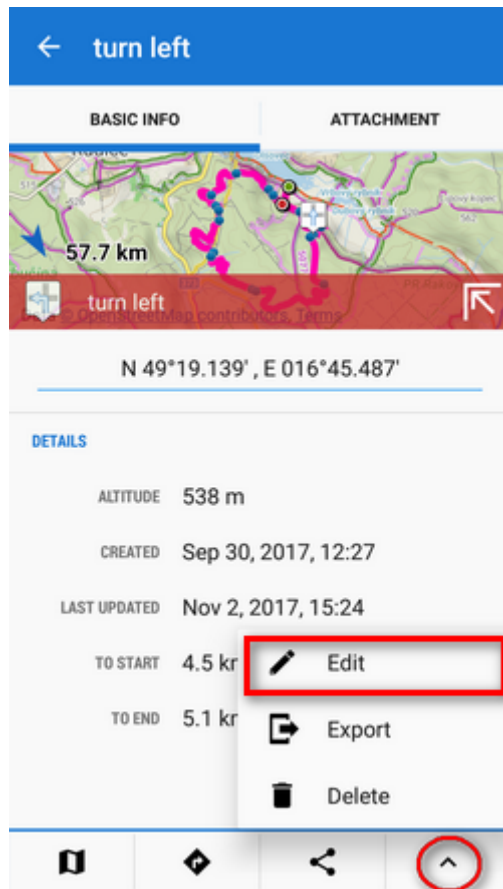 turn left
BASIC INFO
ATTACHMENT
57.7 km
turn left
© OpenStreetMap contributors, Terms
N 49°19.139' , E 016°45.487'
DETAILS
ALTITUDE 538 m
CREATED Sep 30, 2017, 12:27
LAST UPDATED Nov 2, 2017, 15:24
TO START 4.5 k
Edit
TO END 5.1 k
Export
Delete